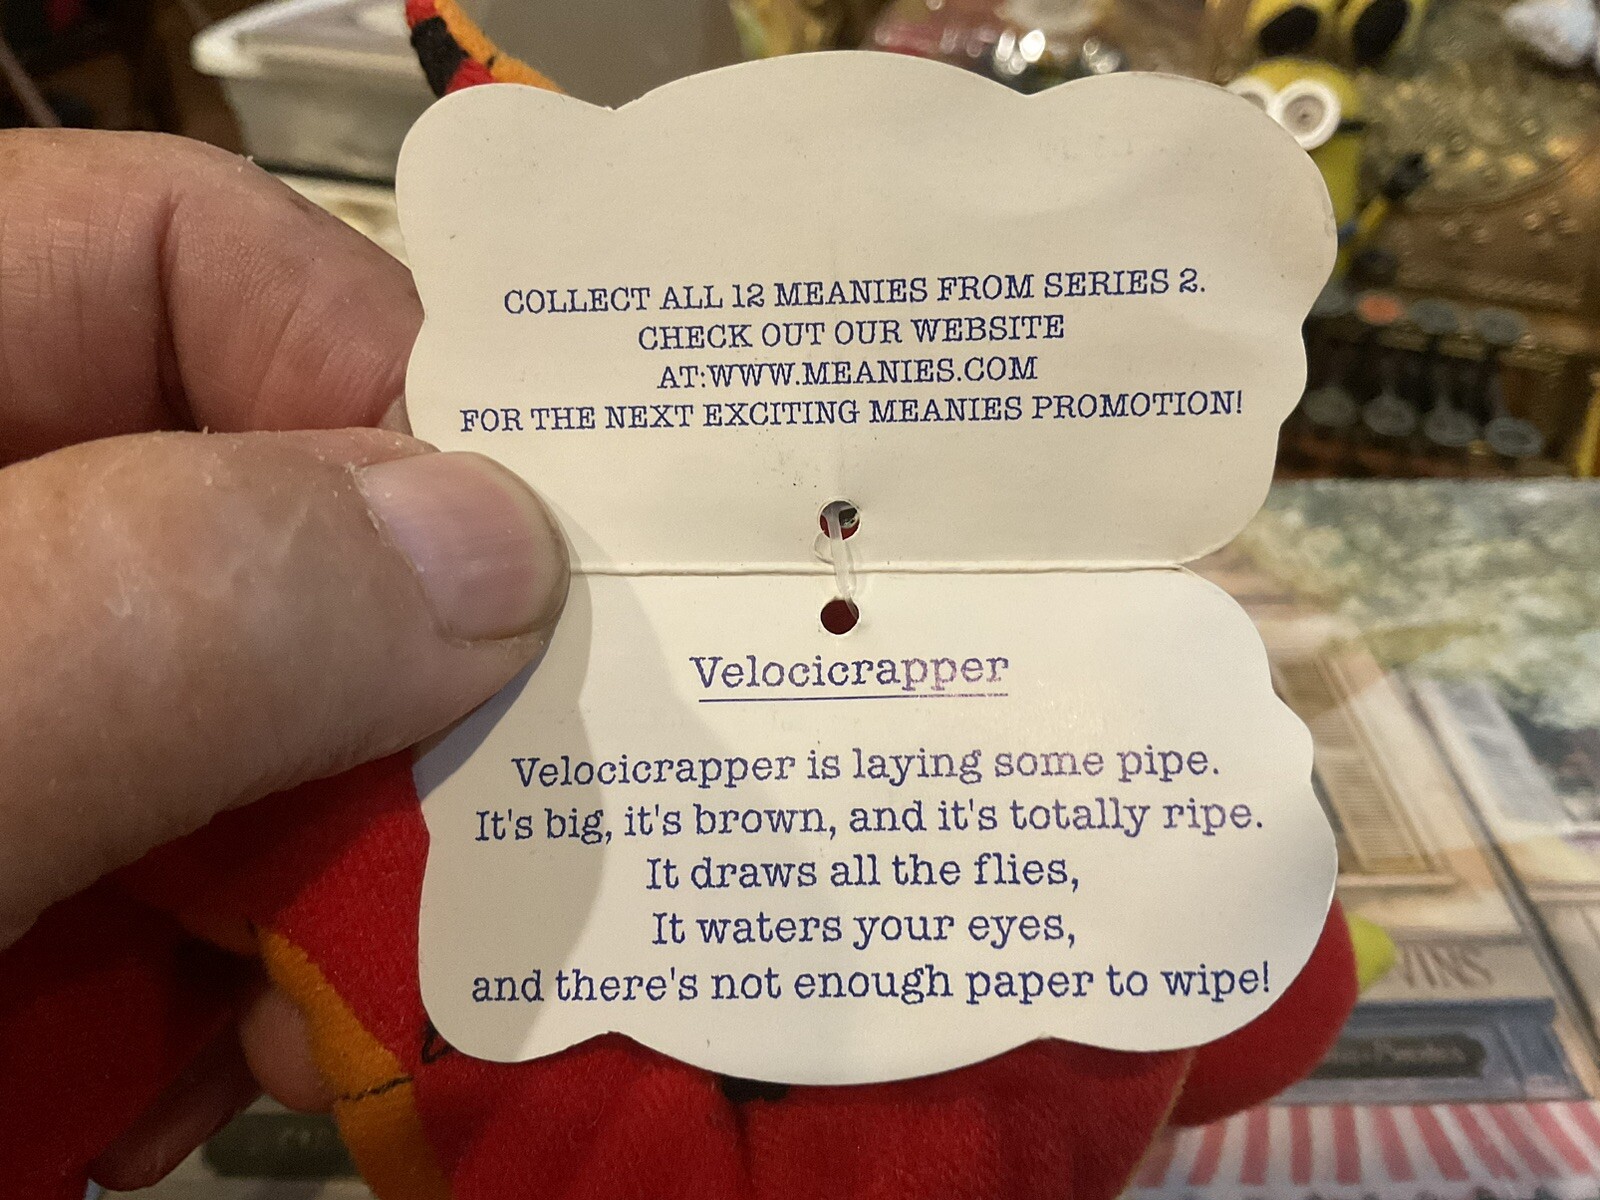 COLLECT ALL 12 MEANIES FROM SERIES 2.
CHECK OUT OUR WEBSITE
AT:WWW.MEANIES.COM
FOR THE NEXT EXCITING MEANIES PROMOTION!
Velocicrapper
Velocicrapper is laying some pipe.
It's big, it's brown, and it's totally ripe.
It draws all the flies,
It waters your eyes,
and there's not enough paper to wipe!